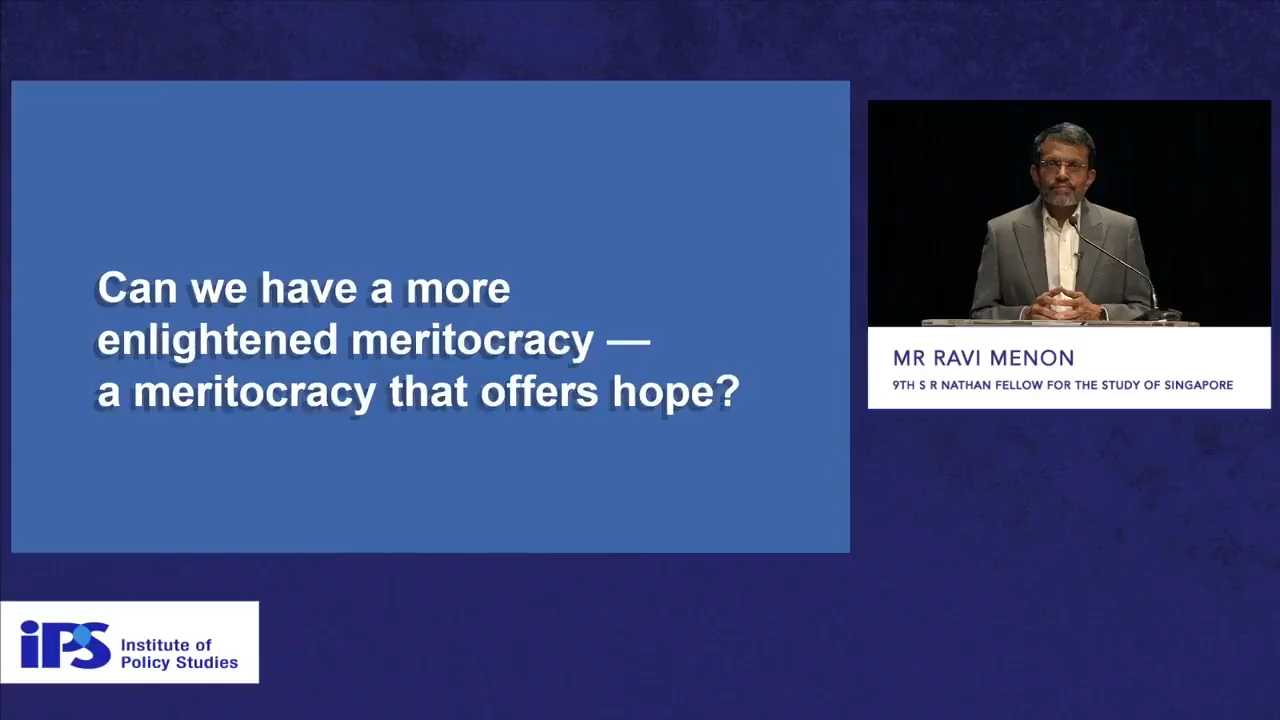 Can we have a more
enlightened meritocracy —
a meritocracy that offers hope?
MR RAVI MENON
9TH S R NATHAN FELLOW FOR THE STUDY OF SINGAPORE
iPS
Institute of
Policy Studies